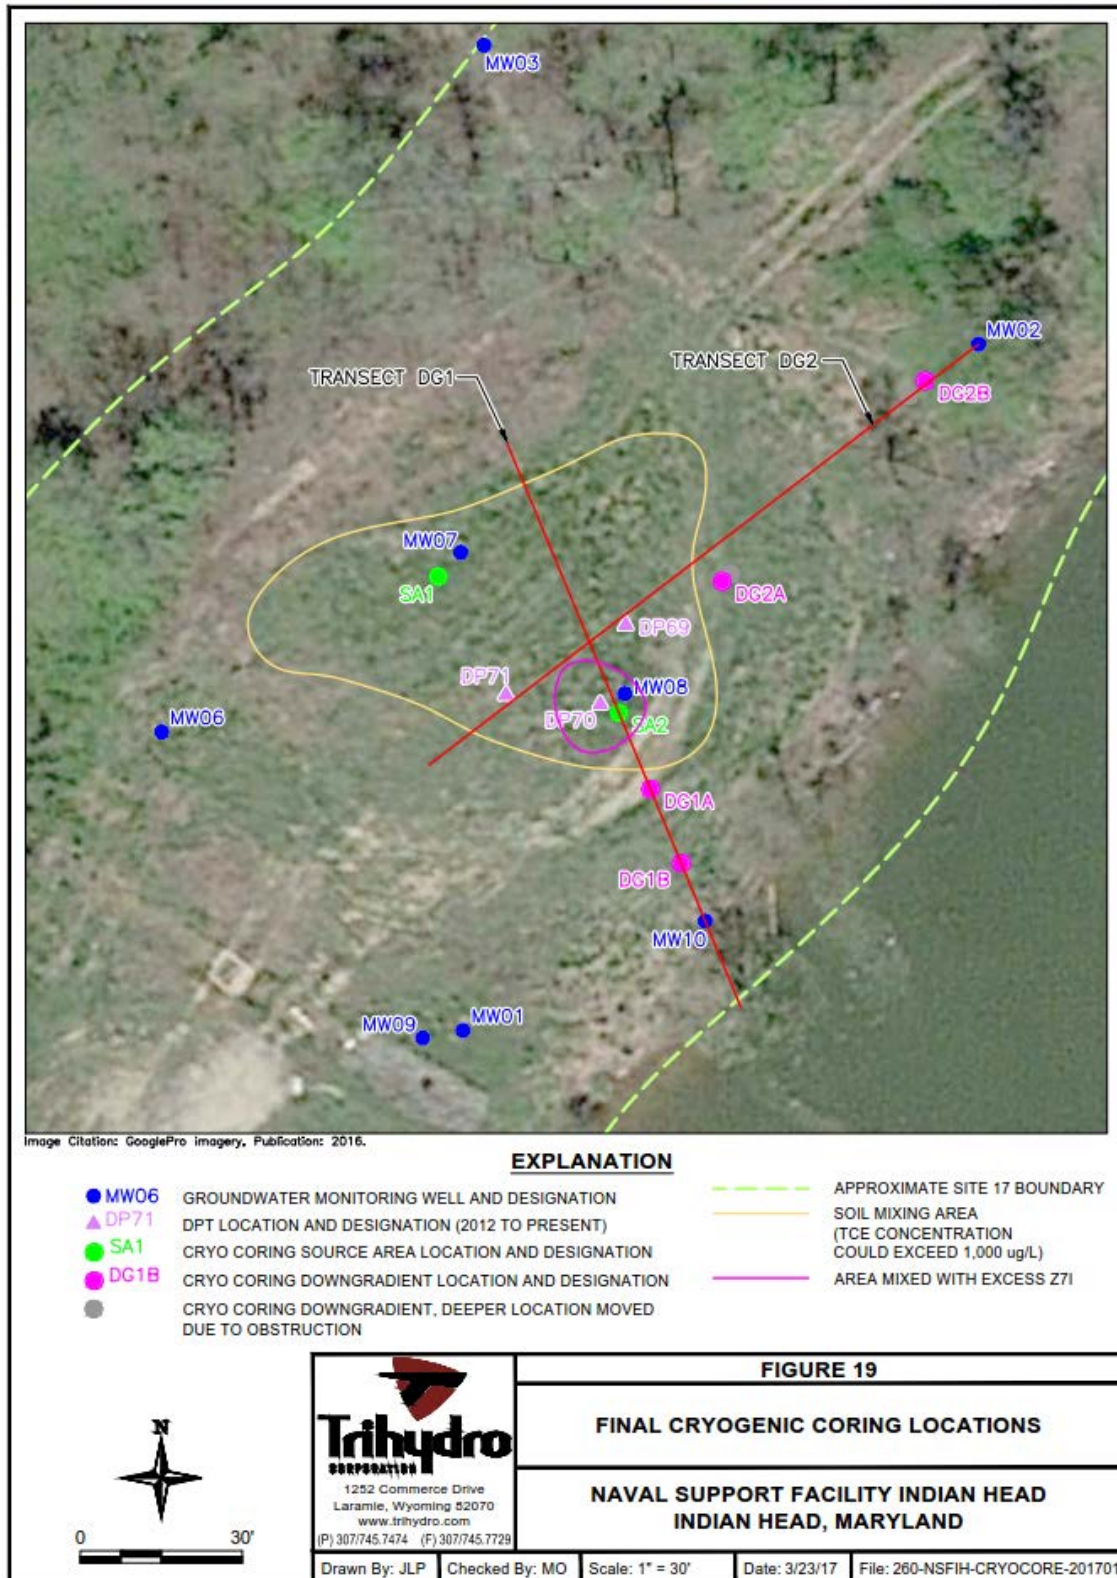 MW03
MW02
TRANSECT DG1
TRANSECT DG2
DG2B
MW07
SA1
DG2A
DP69
DP71
MW08
DP70
SA2
MW06
DG1A
DG1B
MW10
MW09
MW01
Image Citation: GooglePro imagery, Publication: 2016.
EXPLANATION
MW06 GROUNDWATER MONITORING WELL AND DESIGNATION
DP71 DPT LOCATION AND DESIGNATION (2012 TO PRESENT)
SA1 CRYO CORING SOURCE AREA LOCATION AND DESIGNATION
DG1B CRYO CORING DOWNGRADIENT LOCATION AND DESIGNATION
CRYO CORING DOWNGRADIENT, DEEPER LOCATION MOVED
DUE TO OBSTRUCTION
APPROXIMATE SITE 17 BOUNDARY
SOIL MIXING AREA
(TCE CONCENTRATION
COULD EXCEED 1,000 ug/L)
AREA MIXED WITH EXCESS Z7I
N
0 30'
Trihydro
CORPORATION
1252 Commerce Drive
Laramie, Wyoming 82070
www.trihydro.com
(P) 307/745.7474 (F) 307/745.7729
FIGURE 19
FINAL CRYOGENIC CORING LOCATIONS
NAVAL SUPPORT FACILITY INDIAN HEAD
INDIAN HEAD, MARYLAND
Drawn By: JLP Checked By: MO Scale: 1" = 30' Date: 3/23/17 File: 260-NSFIH-CRYOCORE-201701